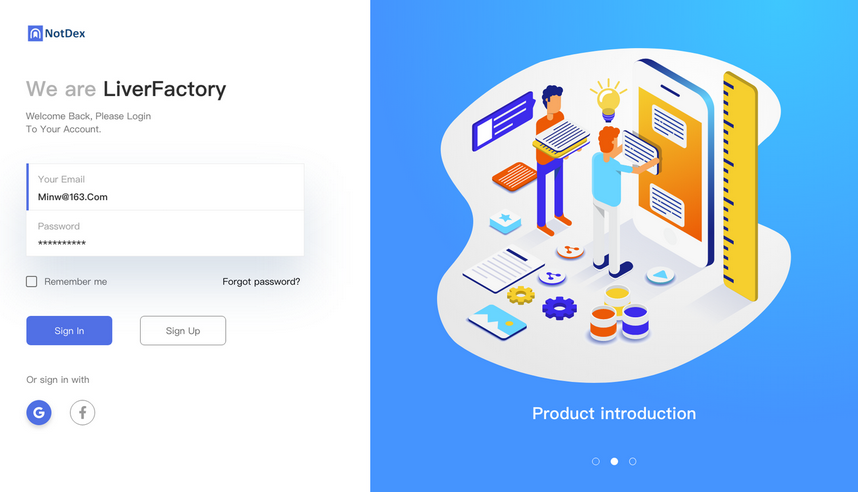 NotDex
We are LiverFactory
Welcome Back, Please Login
To Your Account.
Your Email
Minw@163.Com
Password
**********
Remember me
Forgot password?
Sign In
Sign Up
Or sign in with
G
f
Product introduction